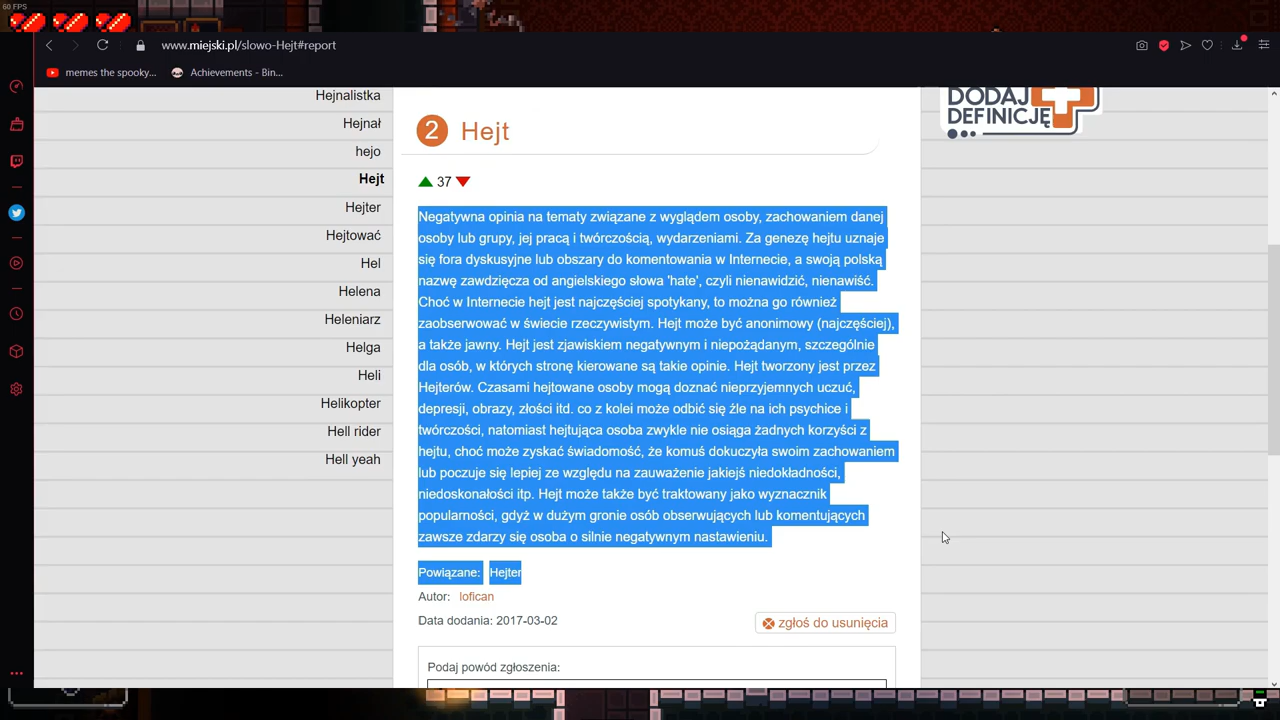 60 FPS
www.miejski.pl/slowo-Hejt#report
memes the spooky...
Achievements - Bin...
Hejnalistka
Hejnał
hejo
Hejt
Hejter
Hejtować
Hel
Helena
Heleniarz
Helga
Heli
Helikopter
Hell rider
Hell yeah
2 Hejt
37
Negatywna opinia na tematy związane z wyglądem osoby, zachowaniem danej
osoby lub grupy, jej pracą i twórczością, wydarzeniami. Za genezę hejtu uznaje
się fora dyskusyjne lub obszary do komentowania w Internecie, a swoją polską
nazwę zawdzięcza od angielskiego słowa 'hate', czyli nienawidzić, nienawiść.
Choć w Internecie hejt jest najczęściej spotykany, to można go również
zaobserwować w świecie rzeczywistym. Hejt może być anonimowy (najczęściej),
a także jawny. Hejt jest zjawiskiem negatywnym i niepożądanym, szczególnie
dla osób, w których stronę kierowane są takie opinie. Hejt tworzony jest przez
Hejterów. Czasami hejtowane osoby mogą doznać nieprzyjemnych uczuć,
depresji, obrazy, złości itd. co z kolei może odbić się źle na ich psychice i
twórczości, natomiast hejtująca osoba zwykle nie osiąga żadnych korzyści z
hejtu, choć może zyskać świadomość, że komuś dokuczyła swoim zachowaniem
lub poczuje się lepiej ze względu na zauważenie jakiejś niedokładności,
niedoskonałości itp. Hejt może także być traktowany jako wyznacznik
popularności, gdyż w dużym gronie osób obserwujących lub komentujących
zawsze zdarzy się osoba o silnie negatywnym nastawieniu.
Powiązane: Hejter
Autor: lofican
Data dodania: 2017-03-02
zgłoś do usunięcia
Podaj powód zgłoszenia:
DODAJ
DEFINICJĘ